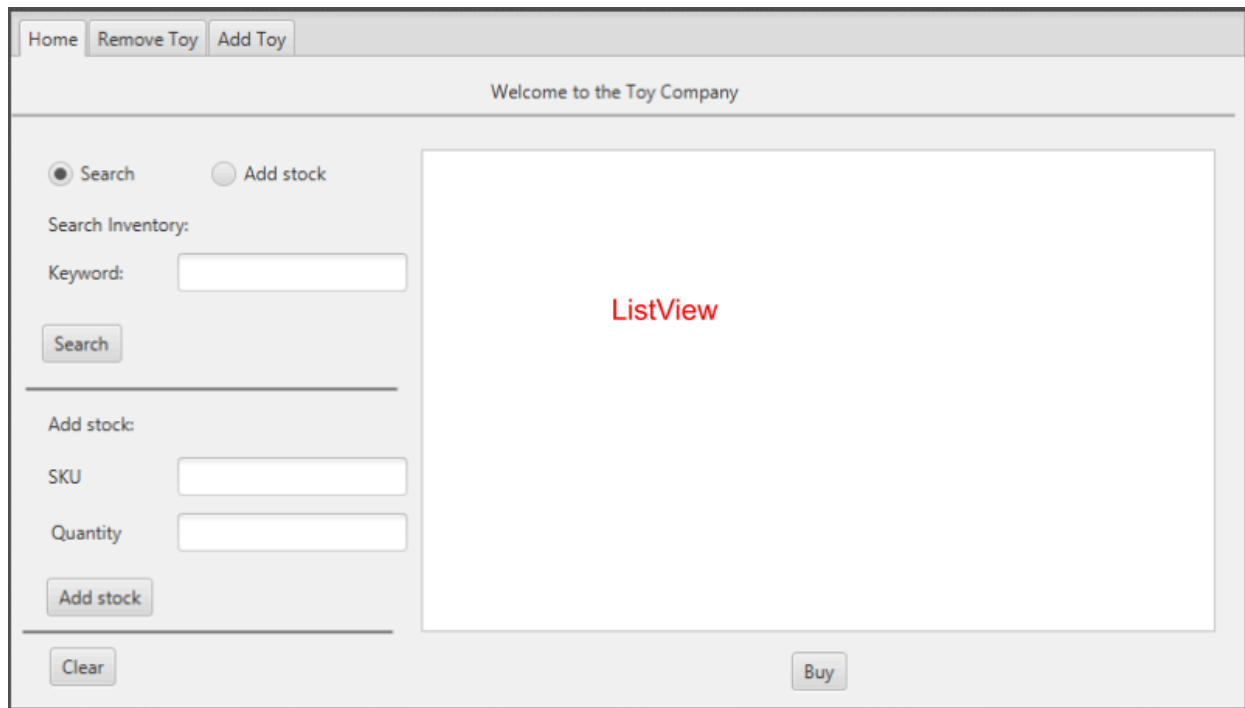 Home Remove Toy Add Toy
Welcome to the Toy Company
Search Add stock
Search Inventory:
Keyword:
ListView
Search
Add stock:
SKU
Quantity
Add stock
Clear
Buy